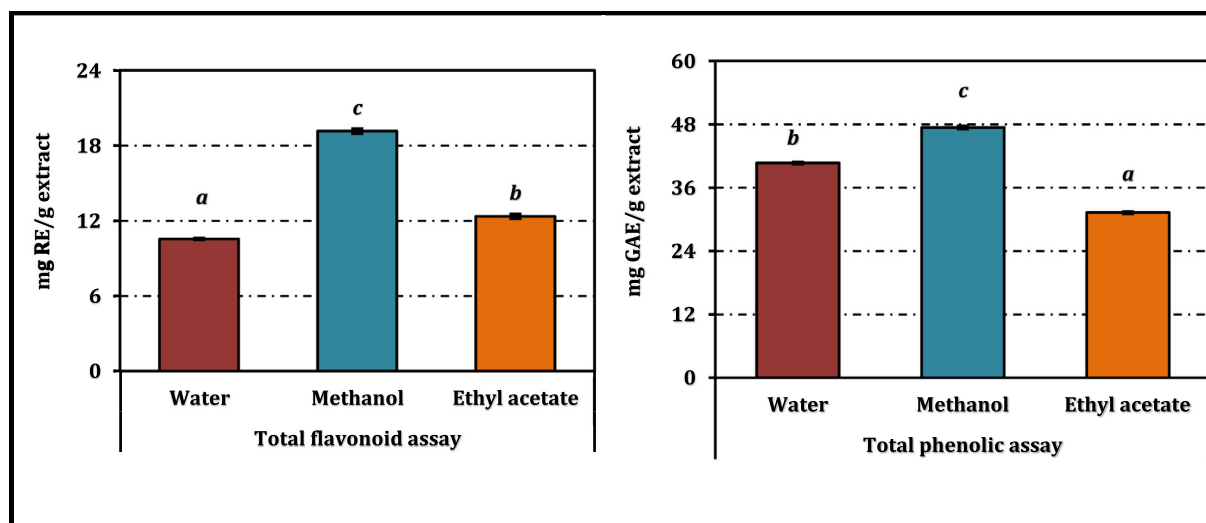 mg RE/g extract
24
18
12
6
0
a
c
b
Water Methanol Ethyl acetate
Total flavonoid assay
mg GAE/g extract
60
48
36
24
12
0
b
c
a
Water Methanol Ethyl acetate
Total phenolic assay